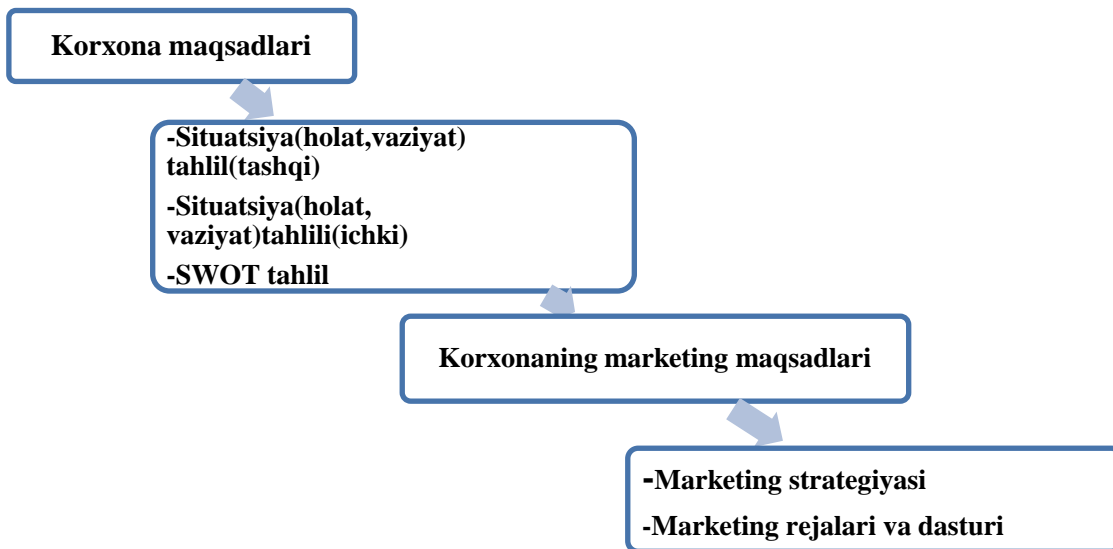 Korxona maqsadlari
-Situatsiya(holat,vaziyat)
tahlil(tashqi)
-Situatsiya(holat,
vaziyat)tahlili(ichki)
-SWOT tahlil
Korxonaning marketing maqsadlari
-Marketing strategiyasi
-Marketing rejalari va dasturi